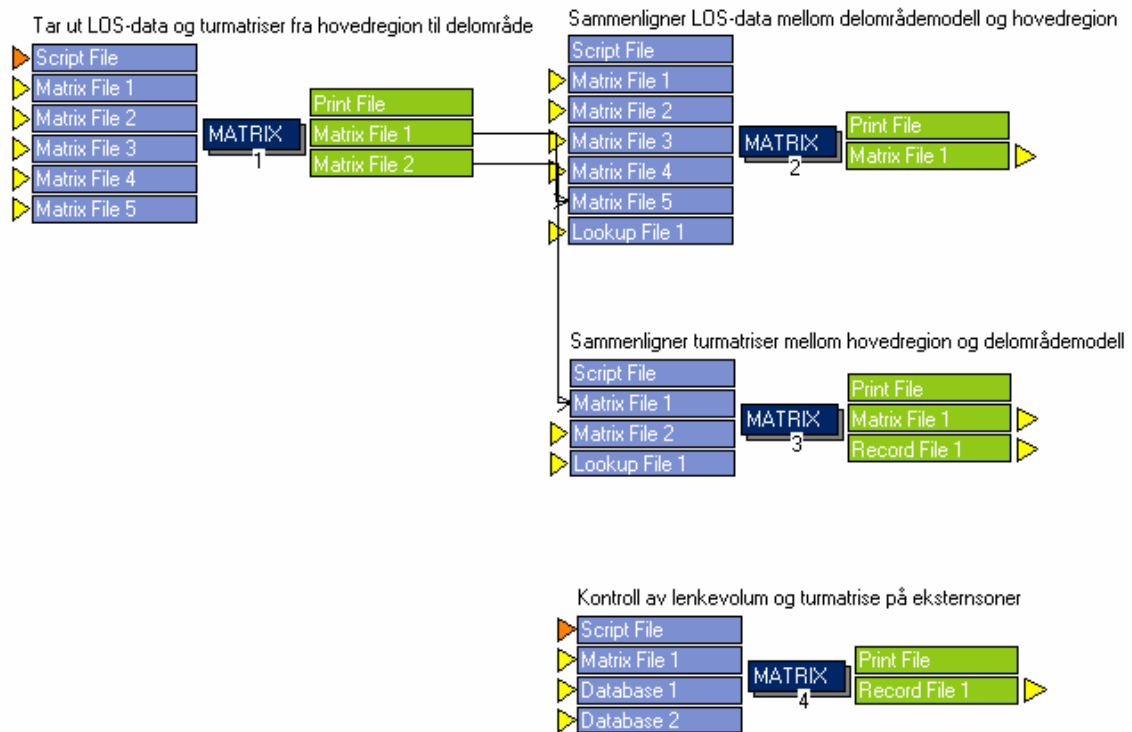 Tar ut LOS-data og turmatriser fra hovedregion til delområde
Script File
Matrix File 1
Matrix File 2
Matrix File 3
Matrix File 4
Matrix File 5
MATRIX
1
Print File
Matrix File 1
Matrix File 2
Sammenligner LOS-data mellom delområdemodell og hovedregion
Script File
Matrix File 1
Matrix File 2
Matrix File 3
Matrix File 4
Matrix File 5
Lookup File 1
MATRIX
2
Print File
Matrix File 1
Sammenligner turmatriser mellom hovedregion og delområdemodell
Script File
Matrix File 1
Matrix File 2
Lookup File 1
MATRIX
3
Print File
Matrix File 1
Record File 1
Kontroll av lenkevolum og turmatrise på eksternsoner
Script File
Matrix File 1
Database 1
Database 2
MATRIX
4
Print File
Record File 1